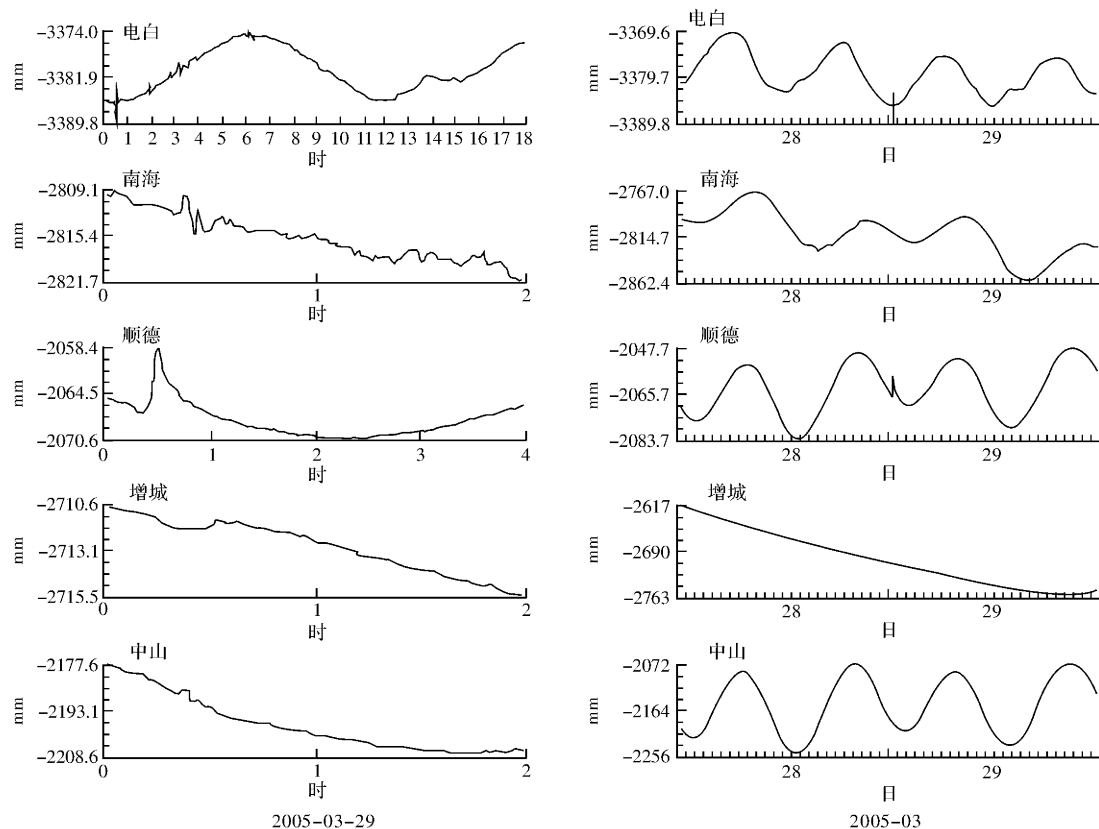 电白
-3374.0
-3381.9
-3389.8
mm
0 1 2 3 4 5 6 7 8 9 10 11 12 13 14 15 16 17 18
时
南海
-2809.1
-2815.4
-2821.7
mm
0 1 2
时
顺德
-2058.4
-2064.5
-2070.6
mm
1 2 3 4
时
增城
-2710.6
-2713.1
-2715.5
mm
0 1 2
时
中山
-2177.6
-2193.1
-2208.6
mm
0 1 2
时
2005-03-29
电白
-3369.6
-3379.7
-3389.8
mm
28 29
日
南海
-2767.0
-2814.7
-2862.4
mm
28 29
日
顺德
-2047.7
-2065.7
-2083.7
mm
28 29
日
增城
-2617
-2690
-2763
mm
28 29
日
中山
-2072
-2164
-2256
mm
28 29
日
2005-03